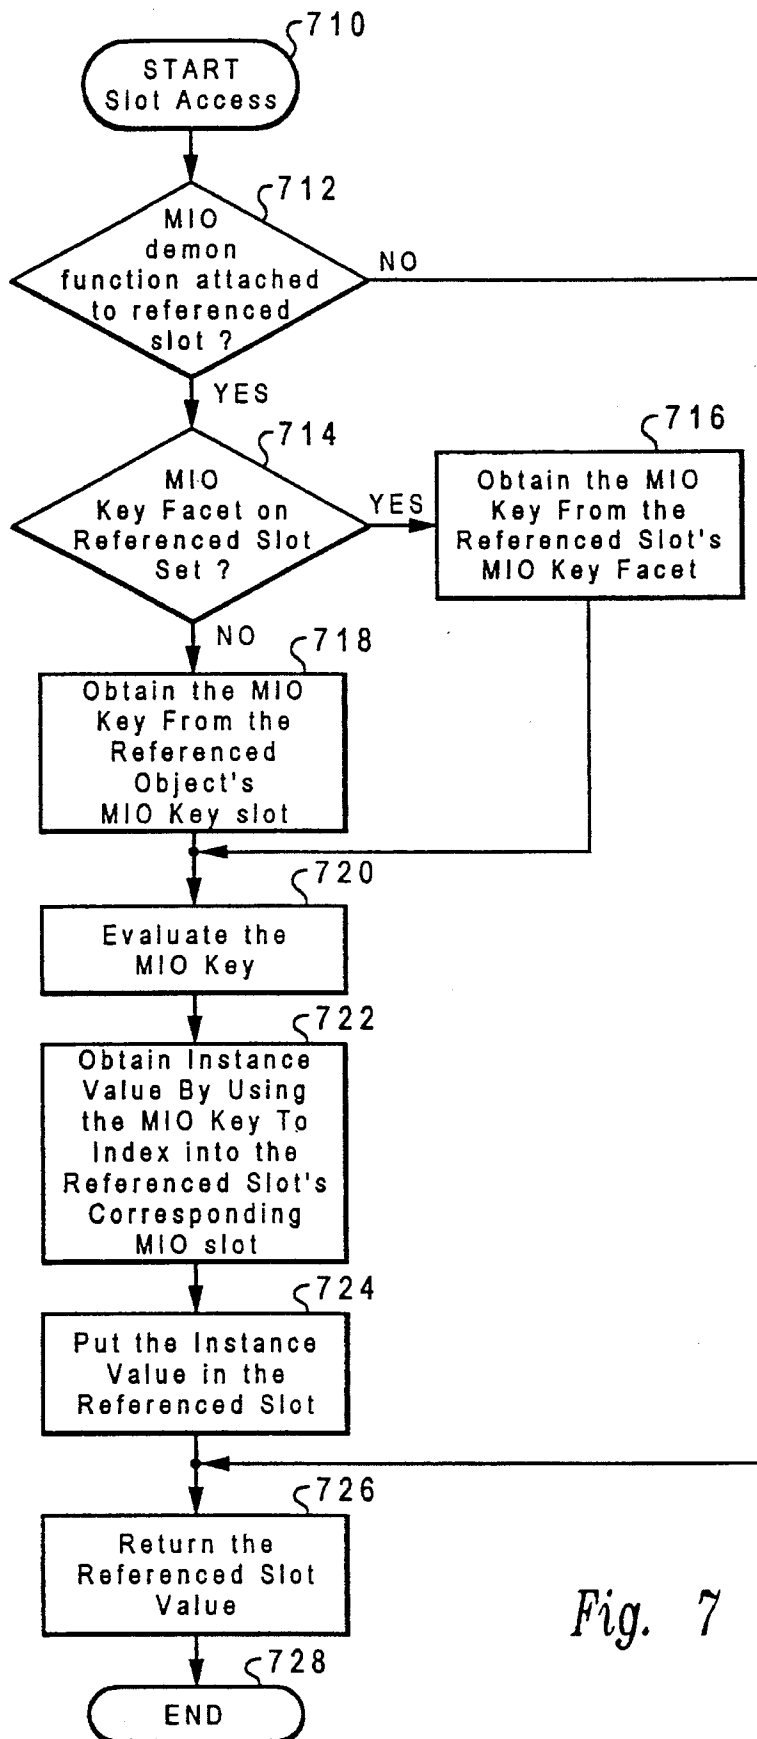 710
START
Slot Access
712
MIO
demon
function attached
to referenced
slot ?
NO
YES
714
MIO
Key Facet on
Referenced Slot
Set ?
YES
716
Obtain the MIO
Key From the
Referenced Slot's
MIO Key Facet
NO
718
Obtain the MIO
Key From the
Referenced
Object's
MIO Key slot
720
Evaluate the
MIO Key
722
Obtain Instance
Value By Using
the MIO Key To
Index into the
Referenced Slot's
Corresponding
MIO slot
724
Put the Instance
Value in the
Referenced Slot
726
Return the
Referenced Slot
Value
Fig. 7
728
END